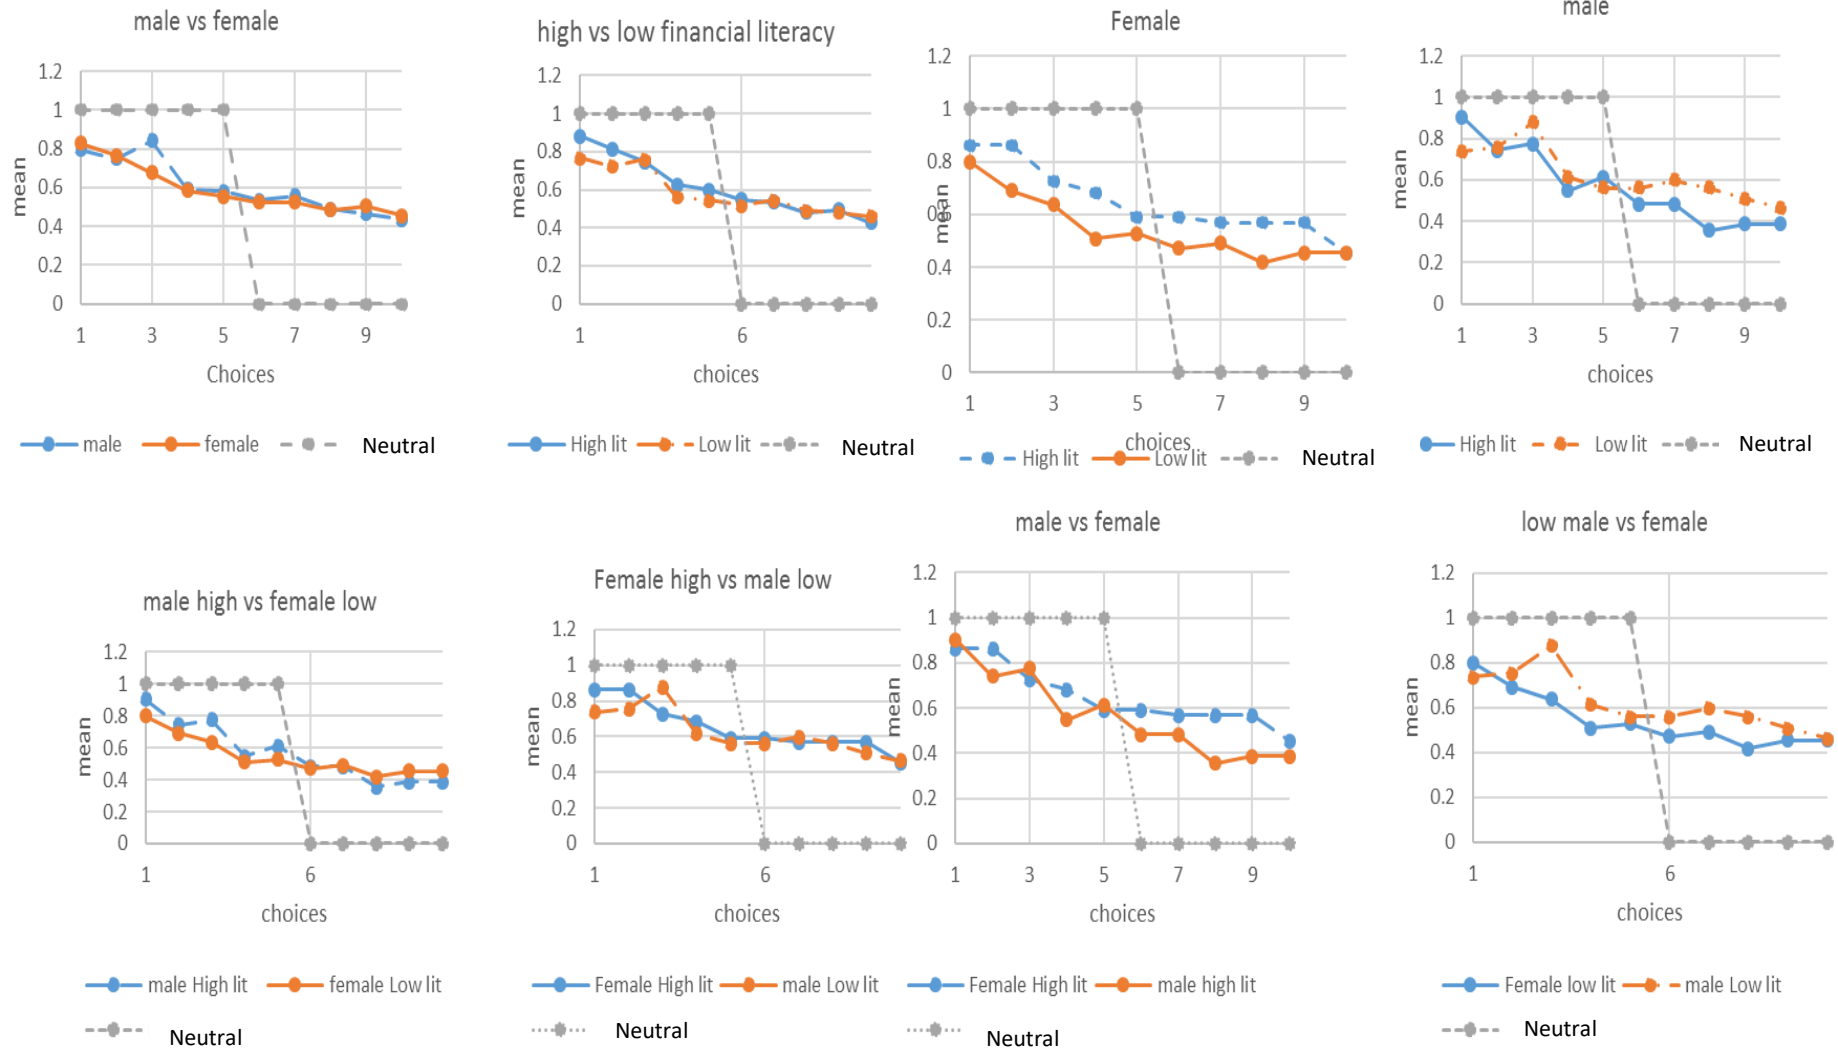 male vs female
1.2
1
0.8
0.6
0.4
0.2
0
mean
1 3 5 7 9
Choices
male female Neutral
high vs low financial literacy
1.2
1
0.8
0.6
0.4
0.2
0
mean
1 6
choices
High lit Low lit Neutral
Female
1.2
1
0.8
0.6
0.4
0.2
0
mean
1 3 5 7 9
choices
High lit Low lit Neutral
male
1.2
1
0.8
0.6
0.4
0.2
0
mean
1 3 5 7 9
choices
High lit Low lit Neutral
male high vs female low
1.2
1
0.8
0.6
0.4
0.2
0
mean
1 6
choices
male High lit female Low lit
Neutral
Female high vs male low
1.2
1
0.8
0.6
0.4
0.2
0
mean
1 6
choices
Female High lit male Low lit
Neutral
male vs female
1.2
1
0.8
0.6
0.4
0.2
0
mean
1 3 5 7 9
choices
Female High lit male high lit
Neutral
low male vs female
1.2
1
0.8
0.6
0.4
0.2
0
mean
1 6
choices
Female low lit male Low lit
Neutral